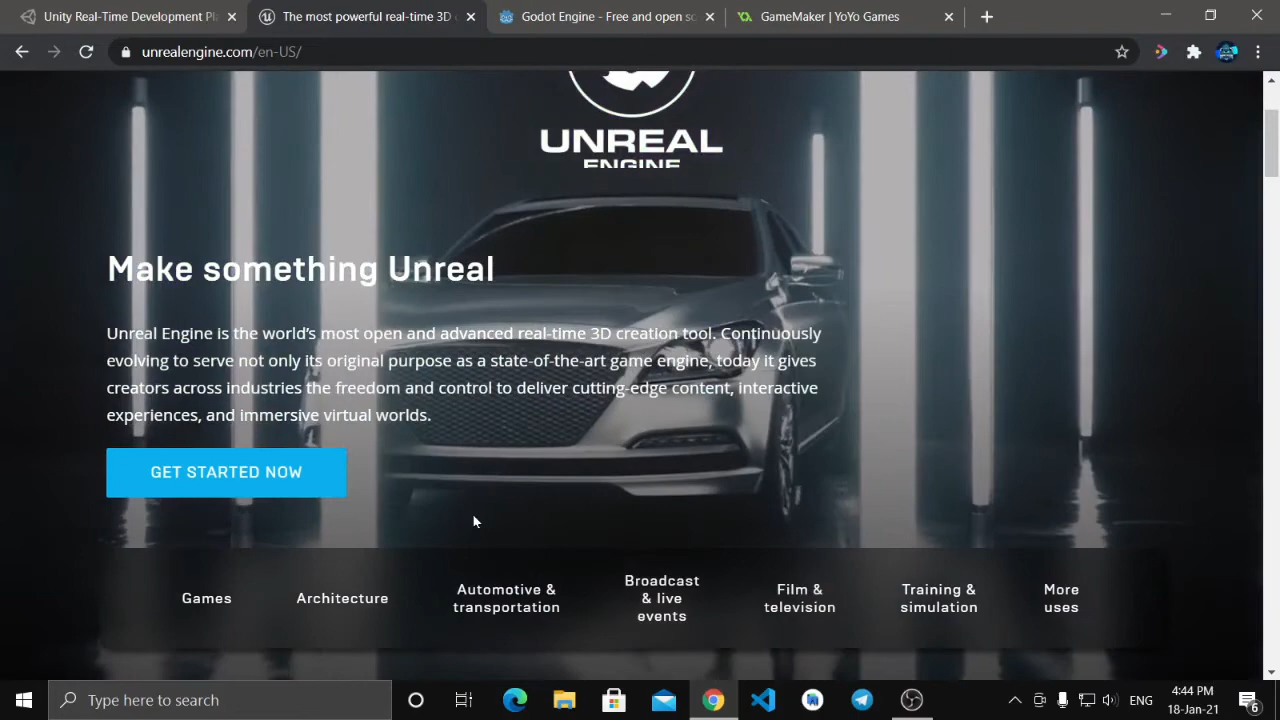 Unity Real-Time Development Pl
The most powerful real-time 3D
Godot Engine - Free and open so
GameMaker | YoYo Games
unrealengine.com/en-US/
UNREAL
ENGINE
Make something Unreal
Unreal Engine is the world’s most open and advanced real-time 3D creation tool. Continuously
evolving to serve not only its original purpose as a state-of-the-art game engine, today it gives
creators across industries the freedom and control to deliver cutting-edge content, interactive
experiences, and immersive virtual worlds.
GET STARTED NOW
Games
Architecture
Automotive &
transportation
Broadcast
& live
events
Film &
television
Training &
simulation
More
uses
Type here to search
ENG
4:44 PM
18-Jan-21
6